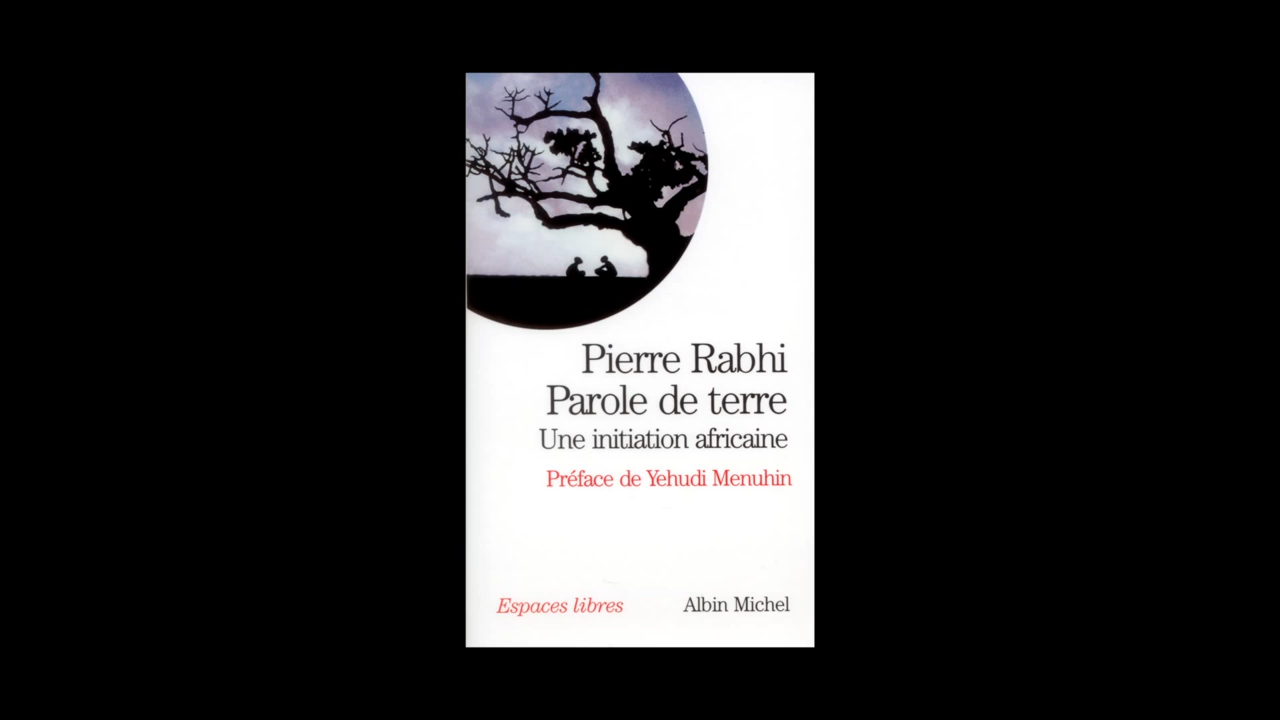 Pierre Rabhi
Parole de terre
Une initiation africaine
Préface de Yehudi Menuhin
Espaces libres Albin Michel